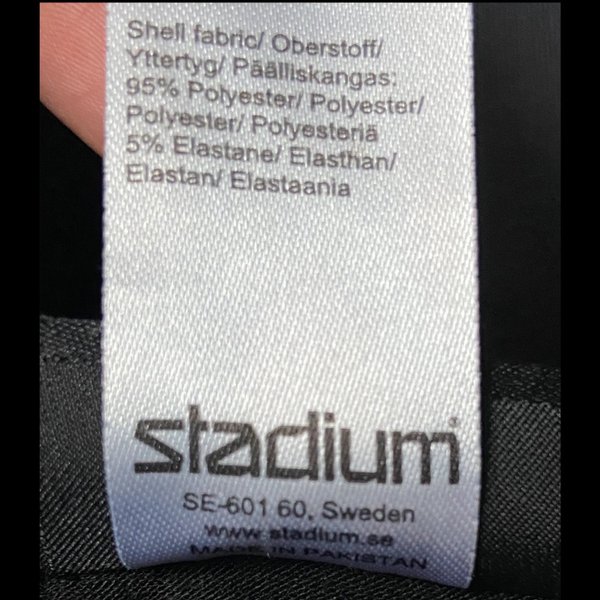 Shell fabric/ Oberstoff/
Yttertyg/ Päälliskangas:
95% Polyester/ Polyester/
Polyester/ Polyesteriä
5% Elastane/ Elasthan/
Elastan/ Elastaania
stadium®
SE-601 60, Sweden
www.stadium.se
MADE IN PAKISTAN